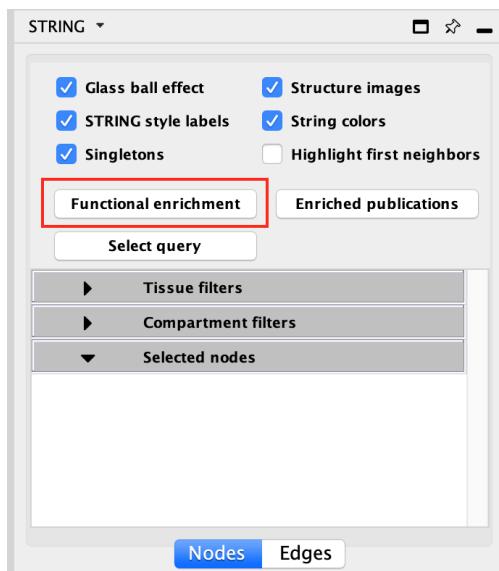 STRING
Glass ball effect Structure images
STRING style labels String colors
Singletons Highlight first neighbors
Functional enrichment Enriched publications
Select query
Tissue filters
Compartment filters
Selected nodes
Nodes Edges